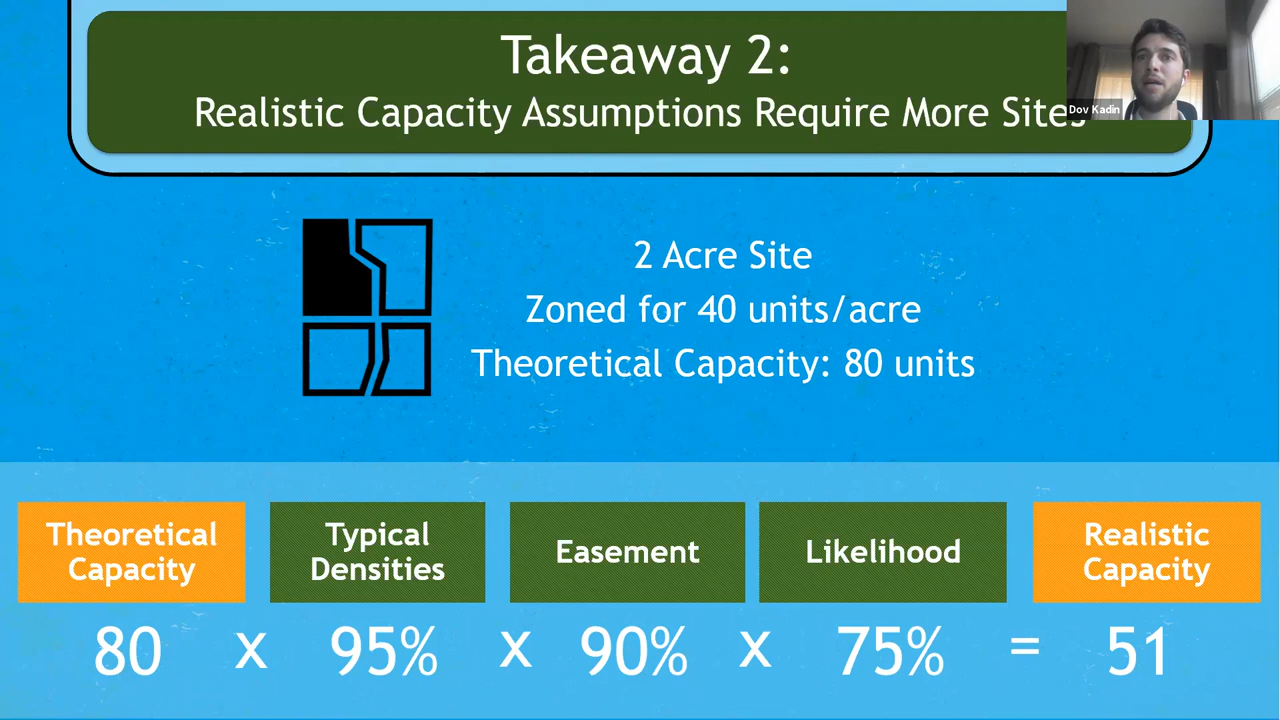 Takeaway 2:
Realistic Capacity Assumptions Require More Sites
Dov Kadin
2 Acre Site
Zoned for 40 units/acre
Theoretical Capacity: 80 units
Theoretical Capacity
Typical Densities
Easement
Likelihood
Realistic Capacity
80 x 95% x 90% x 75% = 51